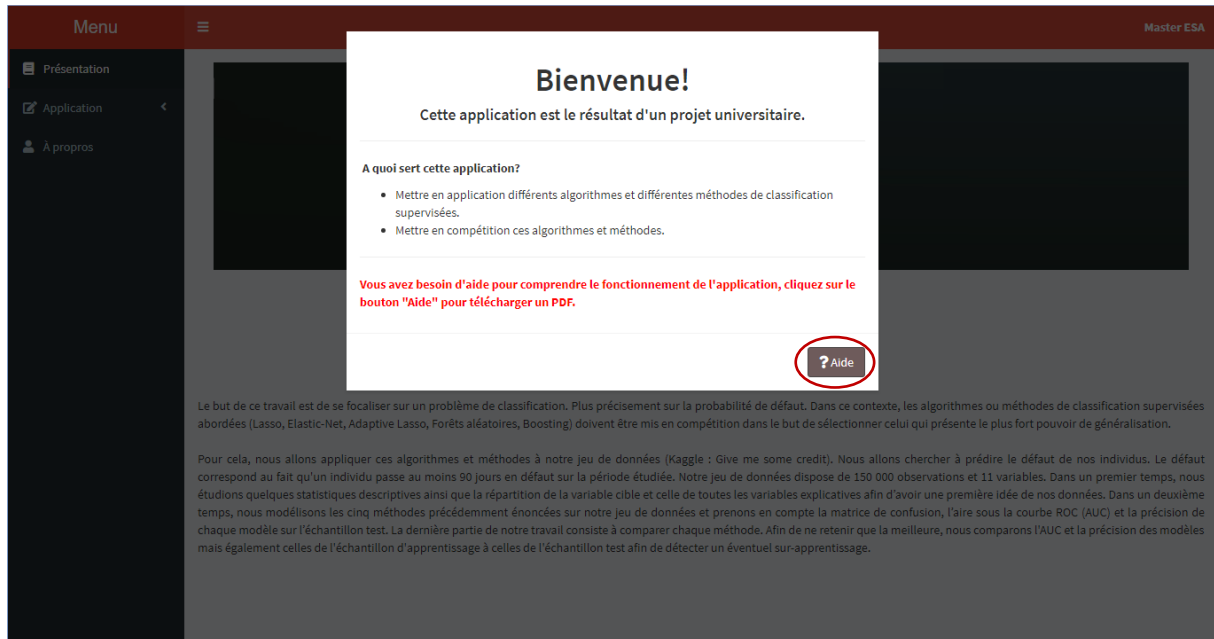 Menu
Master ESA
Présentation
Application
À propros
Bienvenue!
Cette application est le résultat d'un projet universitaire.
A quoi sert cette application?
Mettre en application différents algorithmes et différentes méthodes de classification
supervisées.
Mettre en compétition ces algorithmes et méthodes.
Vous avez besoin d'aide pour comprendre le fonctionnement de l'application, cliquez sur le
bouton "Aide" pour télécharger un PDF.
? Aide
Le but de ce travail est de se focaliser sur un problème de classification. Plus précisement sur la probabilité de défaut. Dans ce contexte, les algorithmes ou méthodes de classification supervisées
abordées (Lasso, Elastic-Net, Adaptive Lasso, Forêts aléatoires, Boosting) doivent être mis en compétition dans le but de sélectionner celui qui présente le plus fort pouvoir de généralisation.
Pour cela, nous allons appliquer ces algorithmes et méthodes à notre jeu de données (Kaggle : Give me some credit). Nous allons chercher à prédire le défaut de nos individus. Le défaut
correspond au fait qu'un individu passe au moins 90 jours en défaut sur la période étudiée. Notre jeu de données dispose de 150 000 observations et 11 variables. Dans un premier temps, nous
étudions quelques statistiques descriptives ainsi que la répartition de la variable cible et celle de toutes les variables explicatives afin d'avoir une première idée de nos données. Dans un deuxième
temps, nous modélisons les cinq méthodes précédemment énoncées sur notre jeu de données et prenons en compte la matrice de confusion, l'aire sous la courbe ROC (AUC) et la précision de
chaque modèle sur l'échantillon test. La dernière partie de notre travail consiste à comparer chaque méthode. Afin de ne retenir que la meilleure, nous comparons l'AUC et la précision des modèles
mais également celles de l'échantillon d'apprentissage à celles de l'échantillon test afin de détecter un éventuel sur-apprentissage.